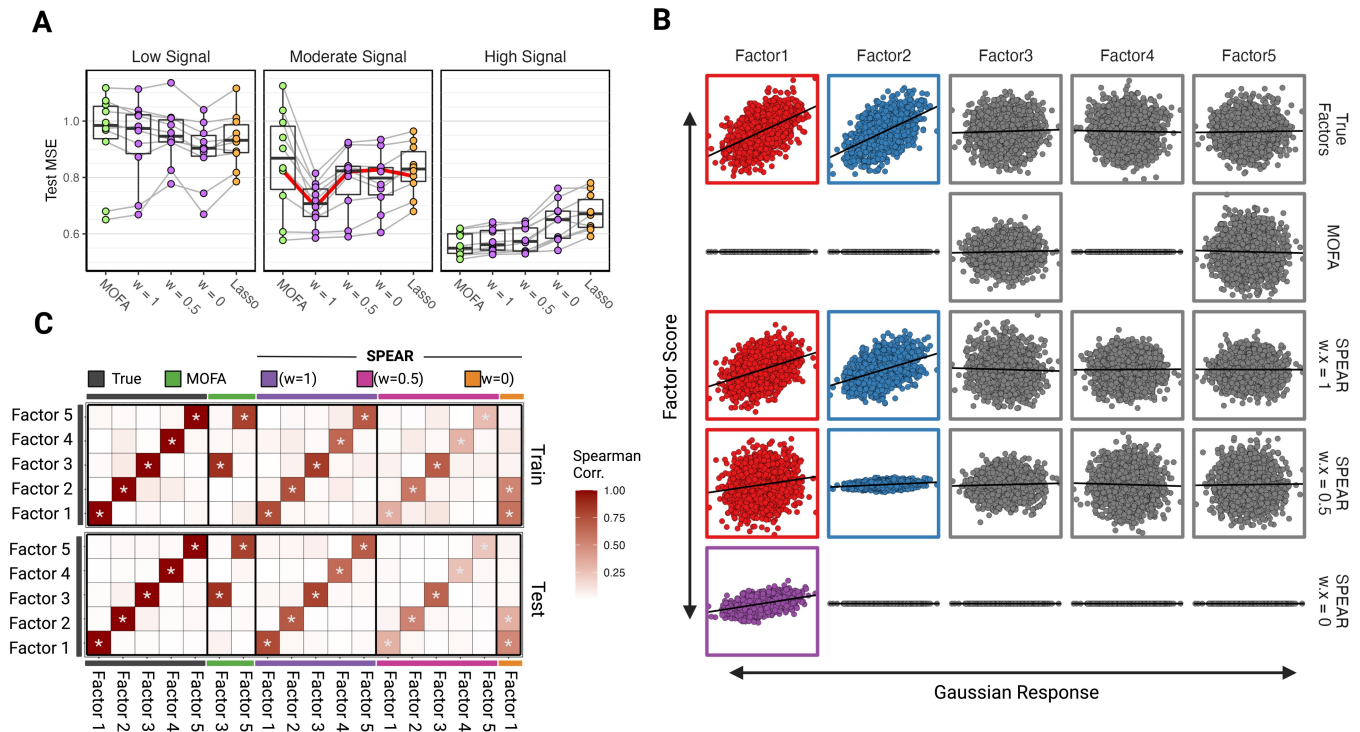 A
Low Signal
Moderate Signal
High Signal
Test MSE
1.0
0.8
0.6
MOFA
w = 1
w = 0.5
w = 0
Lasso
MOFA
w = 1
w = 0.5
w = 0
Lasso
MOFA
w = 1
w = 0.5
w = 0
Lasso
B
Factor1
Factor2
Factor3
Factor4
Factor5
True
Factors
MOFA
SPEAR
w.x = 1
SPEAR
w.x = 0.5
SPEAR
w.x = 0
Factor Score
Gaussian Response
C
SPEAR
True
MOFA
(w=1)
(w=0.5)
(w=0)
Factor 5
Factor 4
Factor 3
Factor 2
Factor 1
Train
Factor 5
Factor 4
Factor 3
Factor 2
Factor 1
Test
Factor 1
Factor 2
Factor 3
Factor 4
Factor 5
Factor 3
Factor 5
Factor 1
Factor 2
Factor 3
Factor 4
Factor 5
Factor 1
Factor 2
Factor 3
Factor 4
Factor 5
Factor 1
Spearman
Corr.
1.00
0.75
0.50
0.25